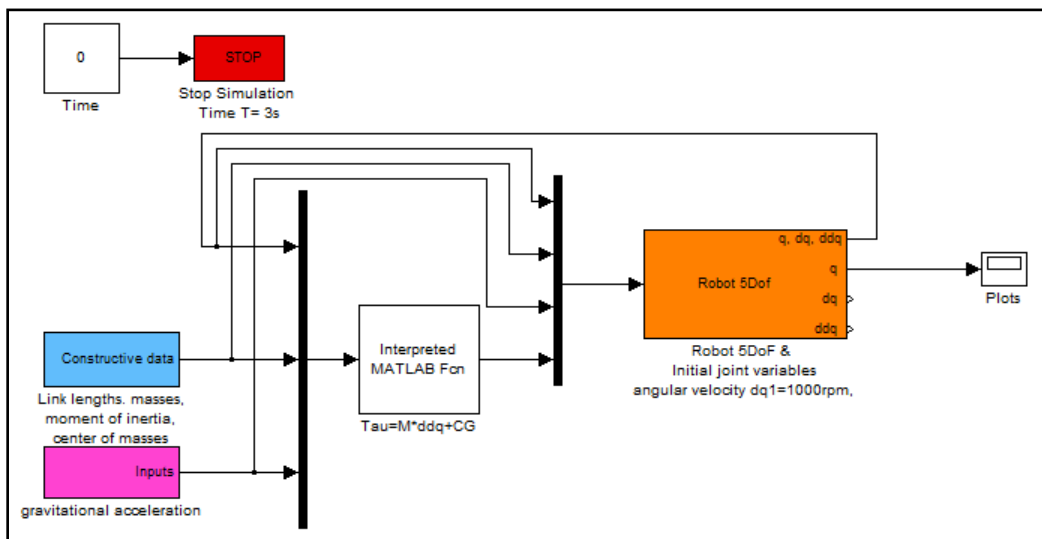 0
Time
STOP
Stop Simulation
Time T= 3s
Constructive data
Link lengths. masses,
moment of inertia,
center of masses
Inputs
gravitational acceleration
Interpreted
MATLAB Fcn
Tau=M*ddq+CG
Robot 5Dof
q, dq, ddq
q
dq
ddq
Robot 5DoF &
Initial joint variables
angular velocity dq1=1000rpm,
Plots